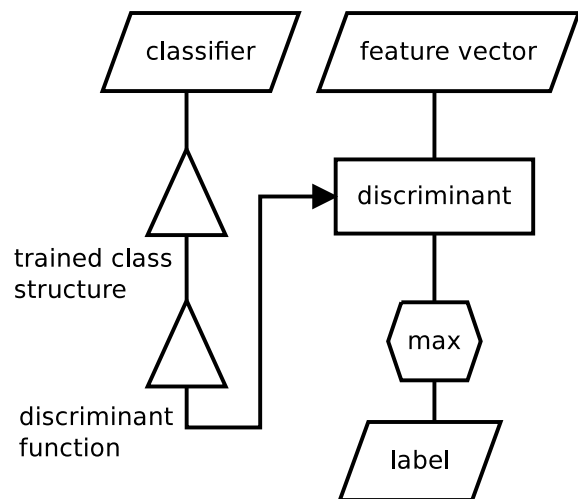 classifier
feature vector
discriminant
trained class
structure
max
discriminant
function
label